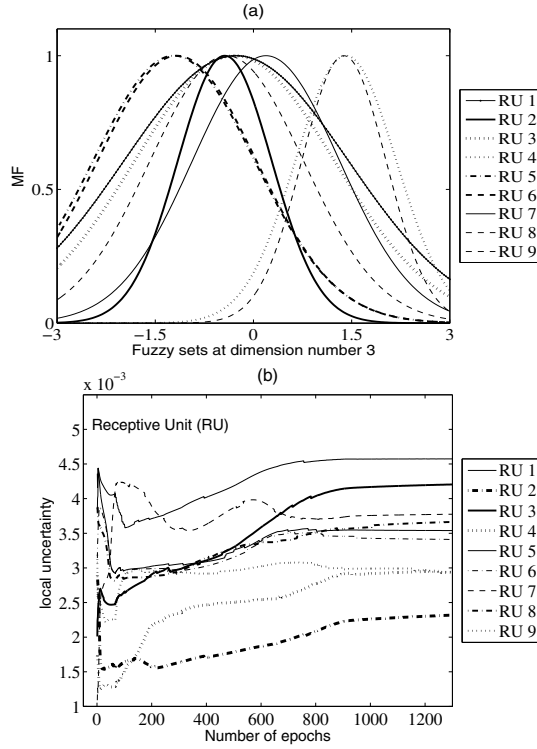 (a)
1
0.5
0
MF
−3
−1.5
0
1.5
3
Fuzzy sets at dimension number 3
RU 1
RU 2
RU 3
RU 4
RU 5
RU 6
RU 7
RU 8
RU 9
(b)
x 10⁻³
Receptive Unit (RU)
5
4.5
4
3.5
3
2.5
2
1.5
1
local uncertainty
0
200
400
600
800
1000
1200
Number of epochs
RU 1
RU 2
RU 3
RU 4
RU 5
RU 6
RU 7
RU 8
RU 9